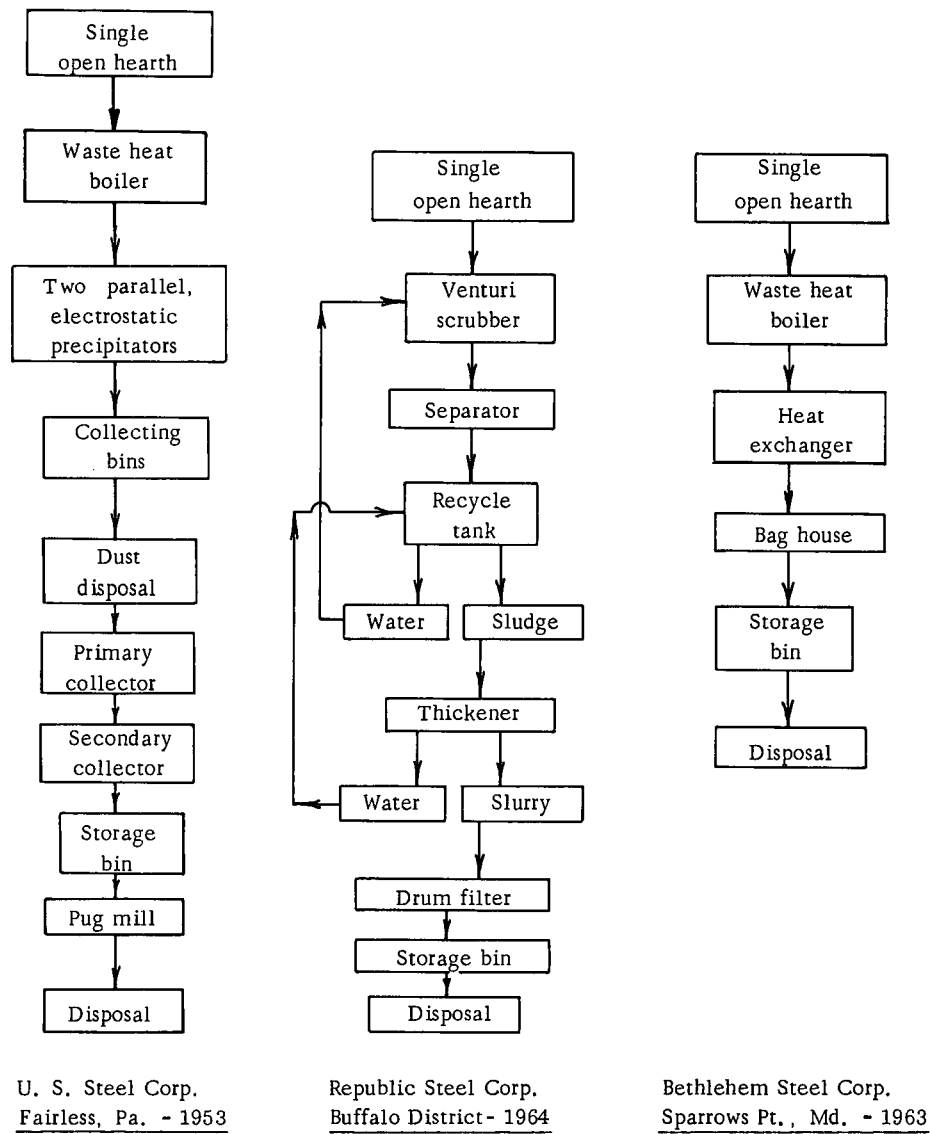 Single
open hearth
Waste heat
boiler
Two parallel,
electrostatic
precipitators
Collecting
bins
Dust
disposal
Primary
collector
Secondary
collector
Storage
bin
Pug mill
Disposal
U. S. Steel Corp.
Fairless, Pa. - 1953
Single
open hearth
Venturi
scrubber
Separator
Recycle
tank
Water
Sludge
Thickener
Water
Slurry
Drum filter
Storage bin
Disposal
Republic Steel Corp.
Buffalo District - 1964
Single
open hearth
Waste heat
boiler
Heat
exchanger
Bag house
Storage
bin
Disposal
Bethlehem Steel Corp.
Sparrows Pt., Md. - 1963